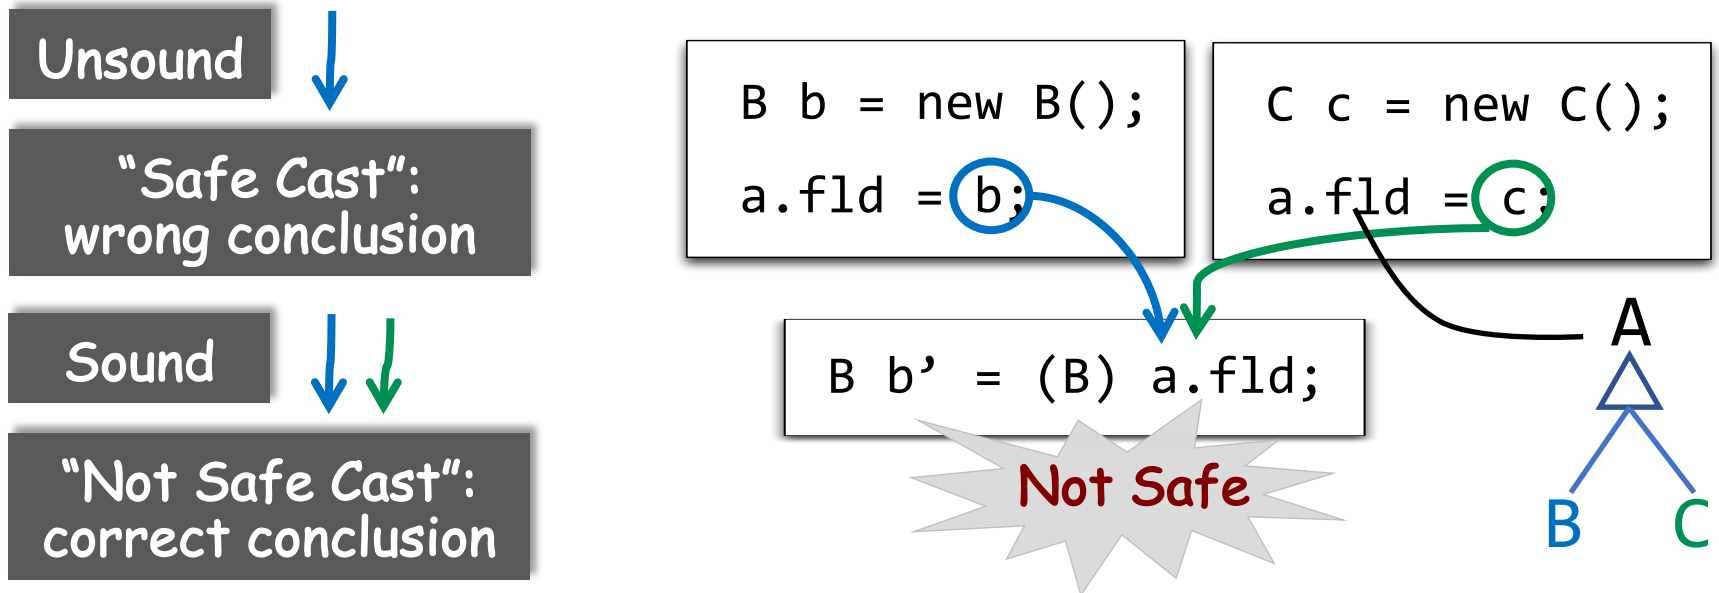 Unsound
“Safe Cast”:
wrong conclusion
Sound
“Not Safe Cast”:
correct conclusion
B b = new B();
a.fld = b;
C c = new C();
a.fld = c;
B b’ = (B) a.fld;
Not Safe
A
B
C